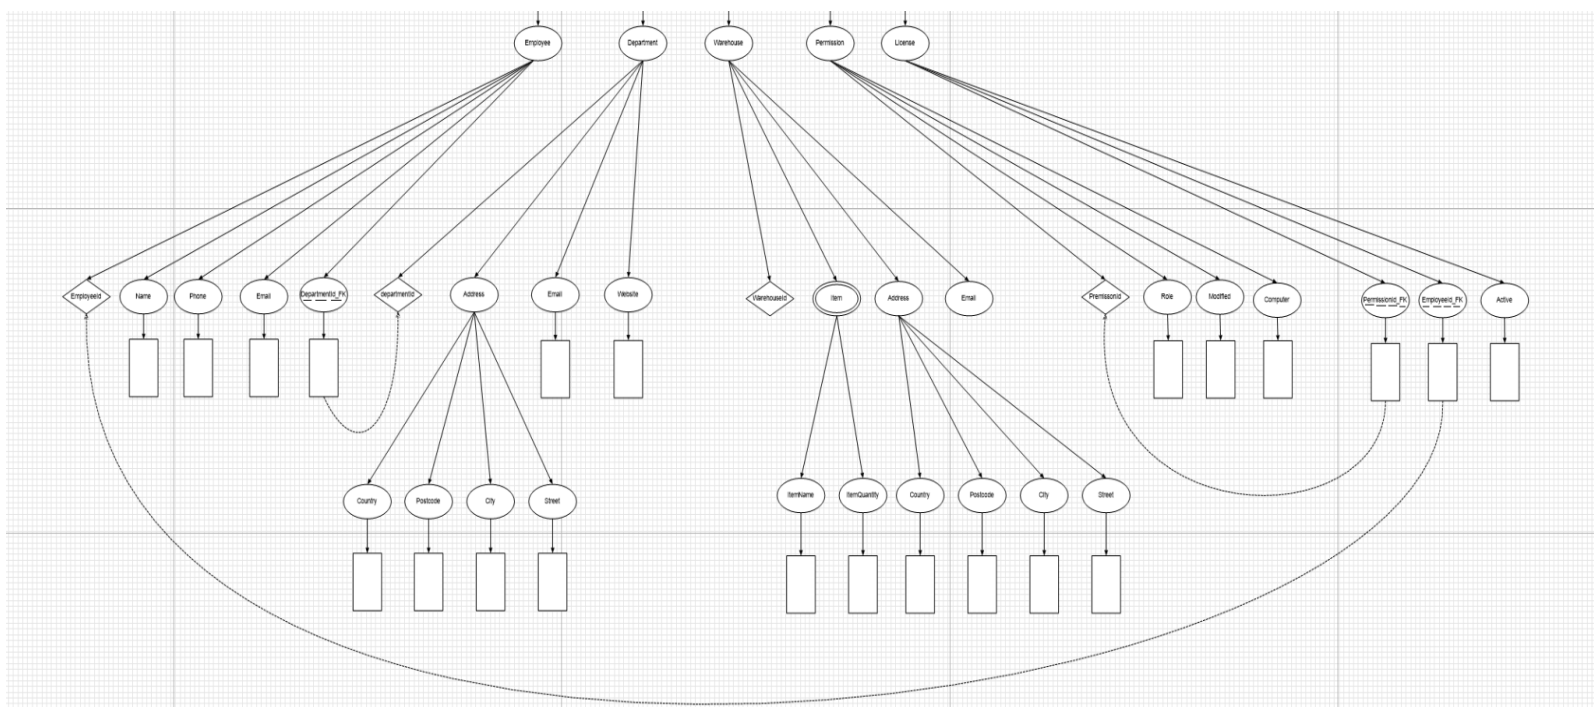 Employee
Department
Warehouse
Permission
License
EmployeeId
Name
Phone
Email
DepartmentId_FK
departmentId
Address
Email
Website
WarehouseId
Item
Address
Email
PremissonId
Role
Modified
Computer
PermissionId_FK
EmployeeId_FK
Active
Country
Postcode
City
Street
ItemName
ItemQuantity
Country
Postcode
City
Street